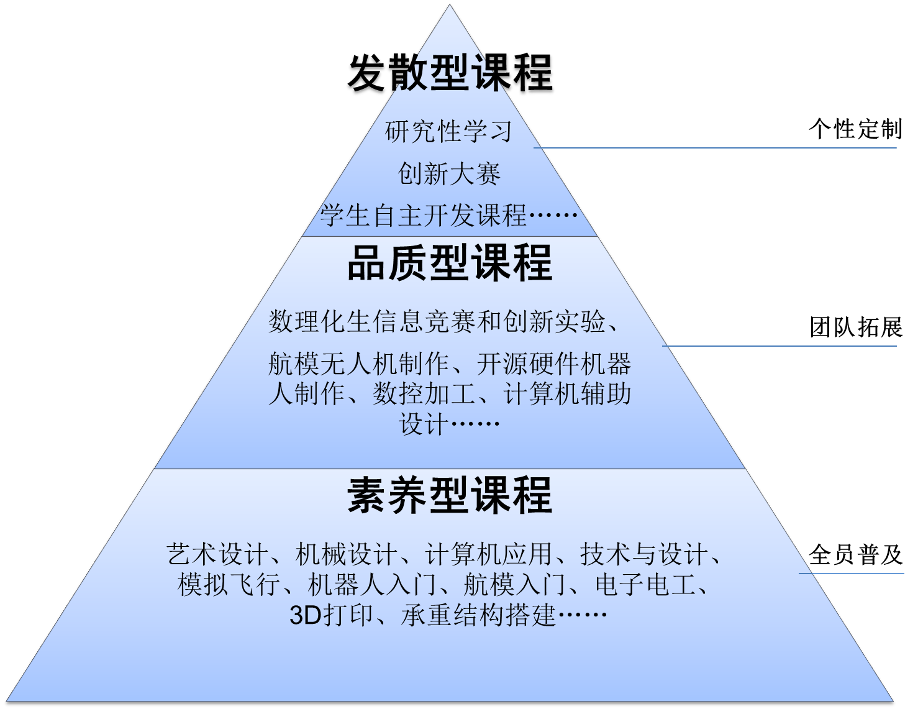 发散型课程
研究性学习
个性定制
创新大赛
学生自主开发课程……
品质型课程
数理化生信息竞赛和创新实验、
团队拓展
航模无人机制作、开源硬件机器
人制作、数控加工、计算机辅助
设计……
素养型课程
艺术设计、机械设计、计算机应用、技术与设计、
全员普及
模拟飞行、机器人入门、航模入门、电子电工、
3D打印、承重结构搭建……